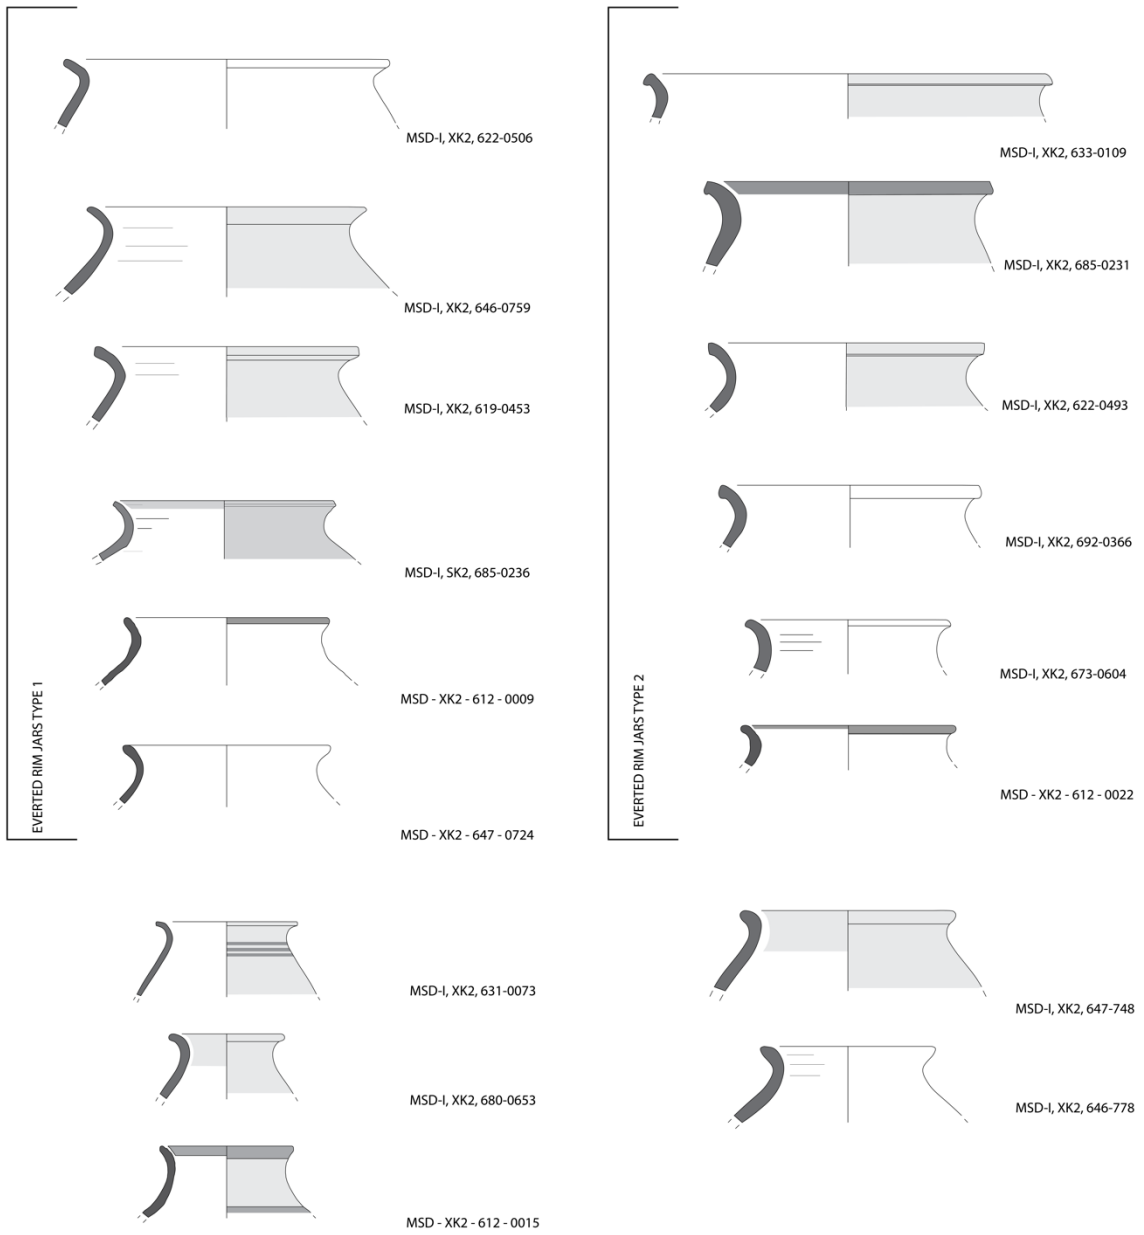 MSD-I, XK2, 622-0506
MSD-I, XK2, 646-0759
MSD-I, XK2, 619-0453
MSD-I, SK2, 685-0236
MSD - XK2 - 612 - 0009
MSD - XK2 - 647 - 0724
EVERTED RIM JARS TYPE 1
MSD-I, XK2, 633-0109
MSD-I, XK2, 685-0231
MSD-I, XK2, 622-0493
MSD-I, XK2, 692-0366
MSD-I, XK2, 673-0604
MSD - XK2 - 612 - 0022
EVERTED RIM JARS TYPE 2
MSD-I, XK2, 631-0073
MSD-I, XK2, 680-0653
MSD - XK2 - 612 - 0015
MSD-I, XK2, 647-748
MSD-I, XK2, 646-778